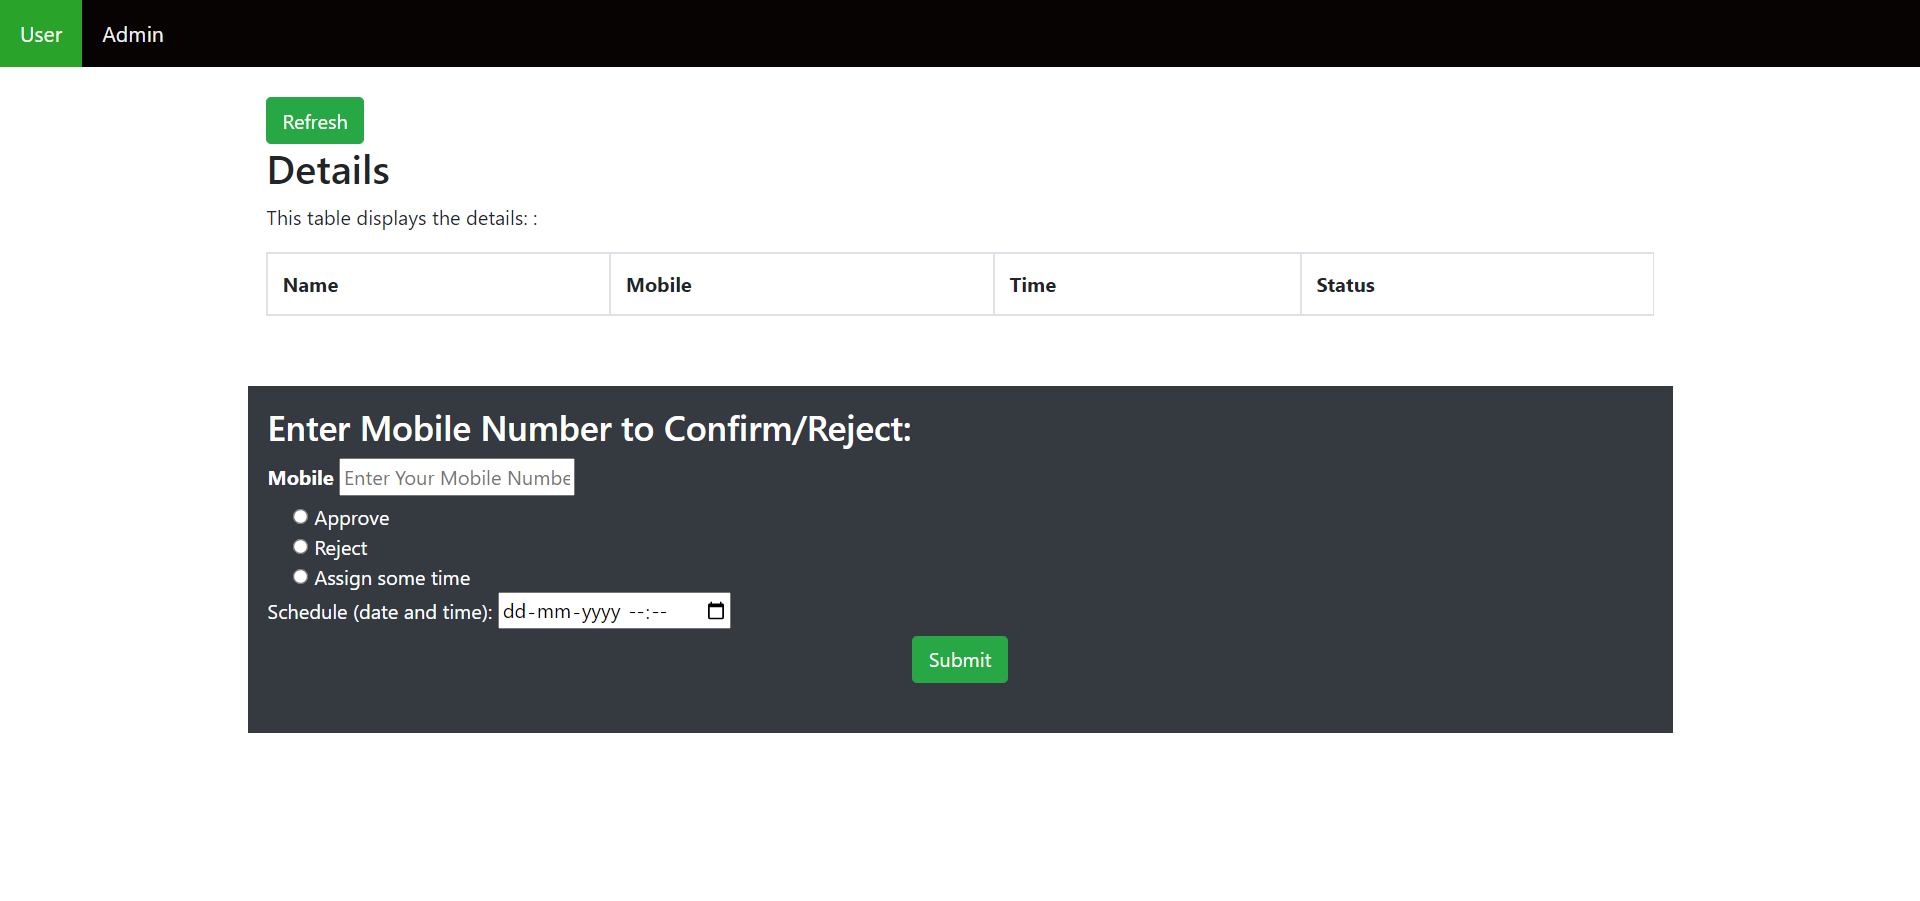 User Admin
Refresh
Details
This table displays the details: :
Name Mobile Time Status
Enter Mobile Number to Confirm/Reject:
Mobile Enter Your Mobile Numbe
Approve
Reject
Assign some time
Schedule (date and time): dd-mm-yyyy --:--
Submit